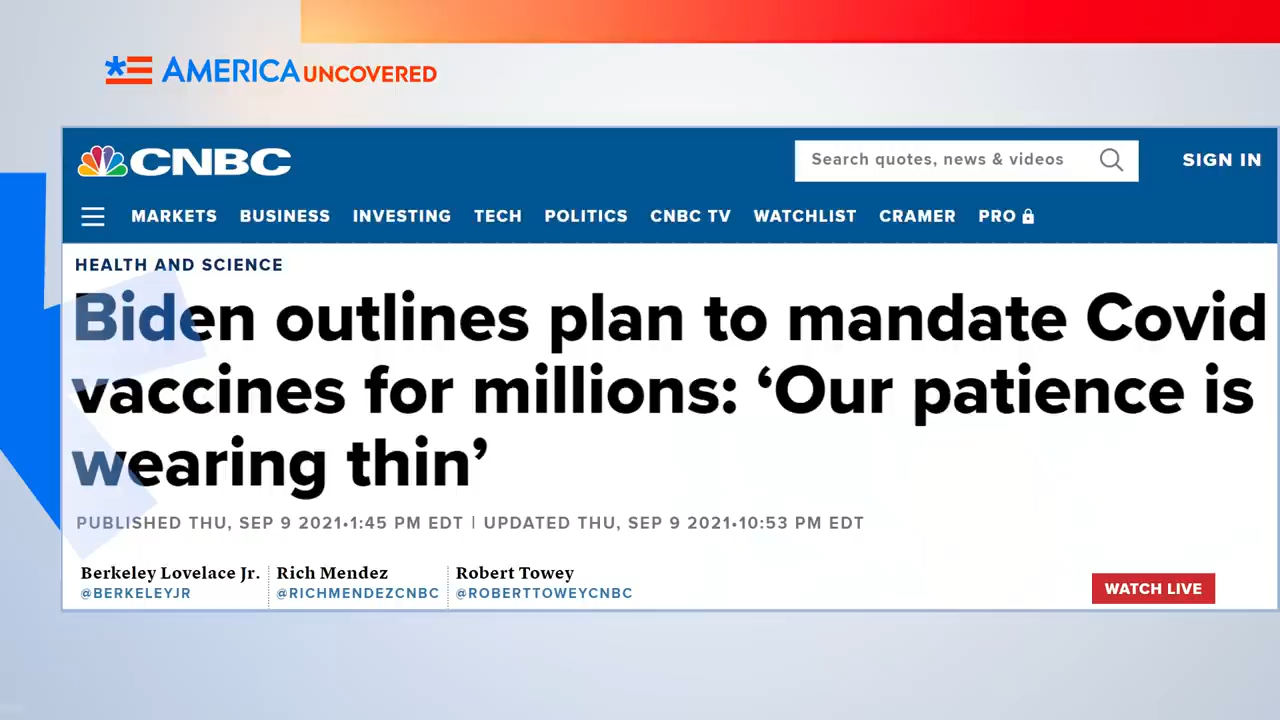 AMERICA UNCOVERED
CNBC
Search quotes, news & videos
SIGN IN
MARKETS BUSINESS INVESTING TECH POLITICS CNBC TV WATCHLIST CRAMER PRO
HEALTH AND SCIENCE
Biden outlines plan to mandate Covid
vaccines for millions: ‘Our patience is
wearing thin’
PUBLISHED THU, SEP 9 2021•1:45 PM EDT | UPDATED THU, SEP 9 2021•10:53 PM EDT
Berkeley Lovelace Jr. Rich Mendez Robert Towey
@BERKELEYJR @RICHMENDEZCNBC @ROBERTTOWEYCNBC
WATCH LIVE